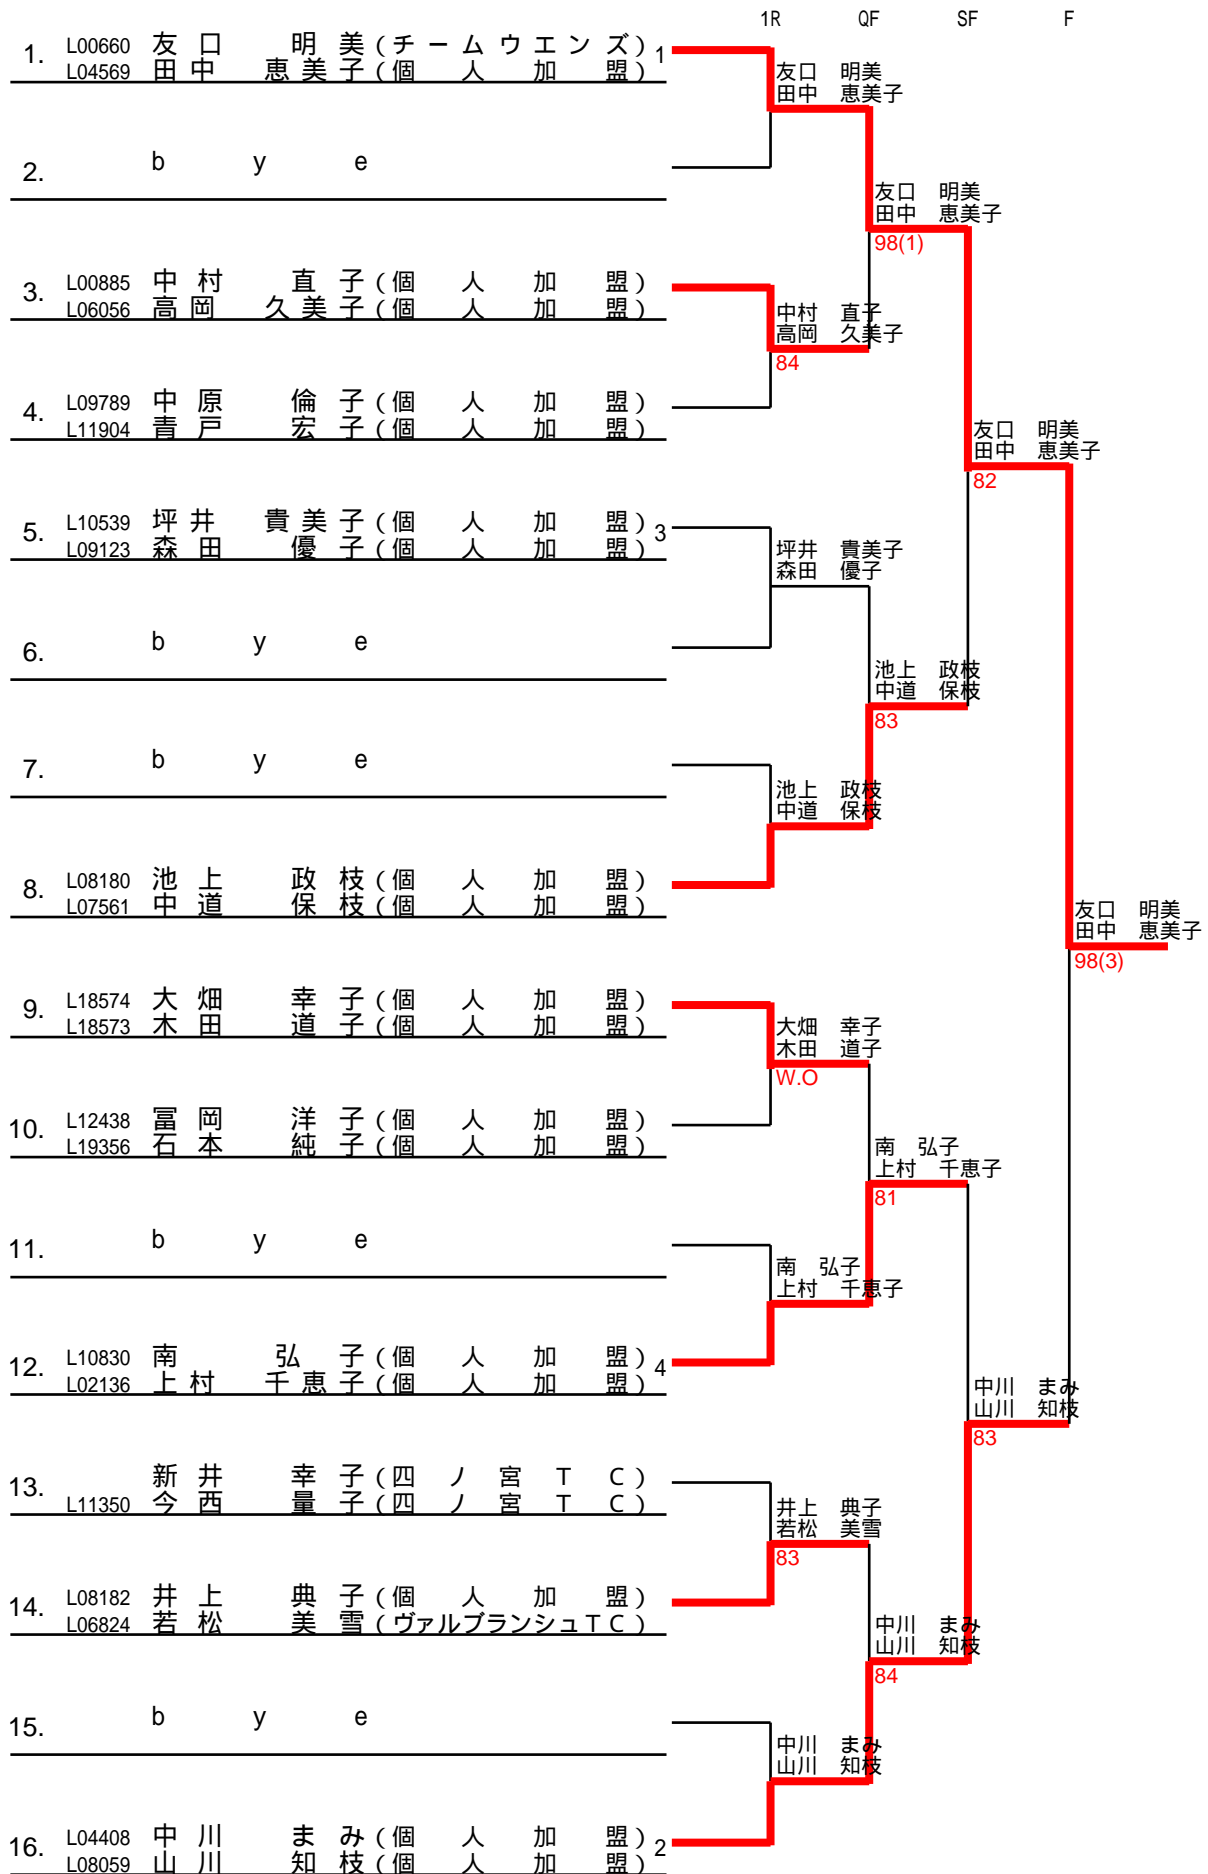 1R QF SF F
1. L00660 友口 明美(チームウエンズ) 1
L04569 田中 恵美子(個人加盟)
2. bye
3. L00885 中村 直子(個人加盟)
L06056 高岡 久美子(個人加盟)
4. L09789 中原 倫子(個人加盟)
L11904 青戸 宏子(個人加盟)
5. L10539 坪井 貴美子(個人加盟) 3
L09123 森田 優子(個人加盟)
6. bye
7. bye
8. L08180 池上 政枝(個人加盟)
L07561 中道 保枝(個人加盟)
9. L18574 大畑 幸子(個人加盟)
L18573 木田 道子(個人加盟)
10. L12438 冨岡 洋子(個人加盟)
L19356 石本 純子(個人加盟)
11. bye
12. L10830 南 弘子(個人加盟) 4
L02136 上村 千恵子(個人加盟)
13. 新井 幸子(四ノ宮TC)
L11350 今西 量子(四ノ宮TC)
14. L08182 井上 典子(個人加盟)
L06824 若松 美雪(ヴァルブランシュTC)
15. bye
16. L04408 中川 まみ(個人加盟) 2
L08059 山川 知枝(個人加盟)
友口 明美
田中 恵美子
中村 直子
高岡 久美子
84
坪井 貴美子
森田 優子
池上 政枝
中道 保枝
大畑 幸子
木田 道子
W.O
南 弘子
上村 千恵子
井上 典子
若松 美雪
83
中川 まみ
山川 知枝
友口 明美
田中 恵美子
98(1)
池上 政枝
中道 保枝
83
南 弘子
上村 千恵子
81
中川 まみ
山川 知枝
84
友口 明美
田中 恵美子
82
中川 まみ
山川 知枝
83
友口 明美
田中 恵美子
98(3)